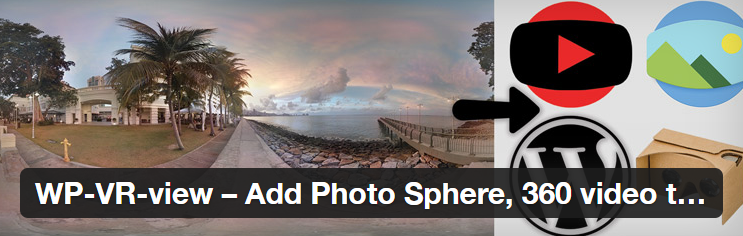 WP-VR-view – Add Photo Sphere, 360 video t...